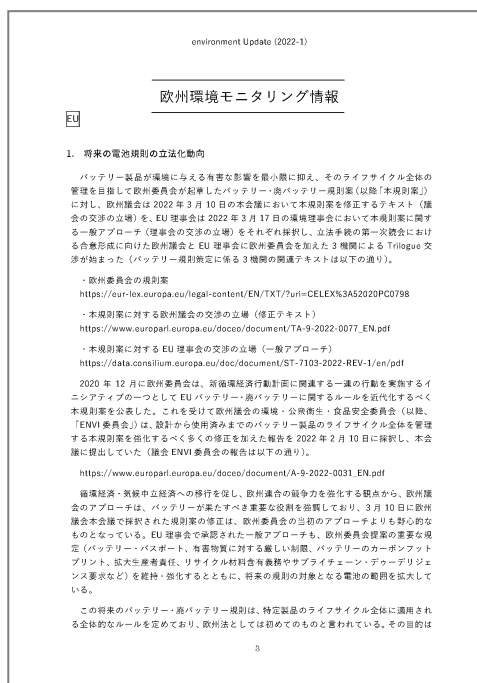 environment Update (2022-1)
欧州環境モニタリング情報
EU
1. 将来の電池規則の立法化動向
バッテリー製品が環境に与える有害な影響を最小限に抑え、そのライフサイクル全体の
管理を目指して欧州委員会が起草したバッテリー・廃バッテリー規則案（以降「本規則案」）
に対し、欧州議会は 2022 年 3 月 10 日の本会議において本規則案を修正するテキスト（議
会の交渉の立場）を、EU 理事会は 2022 年 3 月 17 日の環境理事会において本規則案に関す
る一般アプローチ（理事会の交渉の立場）をそれぞれ採択し、立法手続の第一次読会におけ
る合意形成に向けた欧州議会と EU 理事会に欧州委員会を加えた 3 機関による Trilogue 交
渉が始まった（バッテリー規則策定に係る 3 機関の関連テキストは以下の通り）。
・欧州委員会の規則案
https://eur-lex.europa.eu/legal-content/EN/TXT/?uri=CELEX%3A52020PC0798
・本規則案に対する欧州議会の交渉の立場（修正テキスト）
https://www.europarl.europa.eu/doceo/document/TA-9-2022-0077_EN.pdf
・本規則案に対する EU 理事会の交渉の立場（一般アプローチ）
https://data.consilium.europa.eu/doc/document/ST-7103-2022-REV-1/en/pdf
2020 年 12 月に欧州委員会は、新循環経済行動計画に関連する一連の行動を実施するイ
ニシアティブの一つとして EU バッテリー・廃バッテリーに関するルールを近代化するべく
本規則案を公表した。これを受けて欧州議会の環境・公衆衛生・食品安全委員会（以降、
「ENVI 委員会」）は、設計から使用済みまでのバッテリー製品のライフサイクル全体を管理
する本規則案を強化するべく多くの修正を加えた報告を 2022 年 2 月 10 日に採択し、本会
議に提出していた（議会 ENVI 委員会の報告は以下の通り）。
https://www.europarl.europa.eu/doceo/document/A-9-2022-0031_EN.pdf
循環経済・気候中立経済への移行を促し、欧州連合の競争力を強化する観点から、欧州議
会のアプローチは、バッテリーが果たすべき重要な役割を強調しており、3 月 10 日に欧州
議会本会議で採択された規則案の修正は、欧州委員会の当初のアプローチよりも野心的な
ものとなっている。EU 理事会で承認された一般アプローチも、欧州委員会提案の重要な規
定（バッテリー・パスポート、有害物質に対する厳しい制限、バッテリーのカーボンフット
プリント、拡大生産者責任、リサイクル材料含有義務やサプライチェーン・デゥーデリジェ
ンス要求など）を維持・強化するとともに、将来の規則の対象となる電池の範囲を拡大して
いる。
この将来のバッテリー・廃バッテリー規則は、特定製品のライフサイクル全体に適用され
る全体的なルールを定めており、欧州法としては初めてのものと言われている。その目的は
3